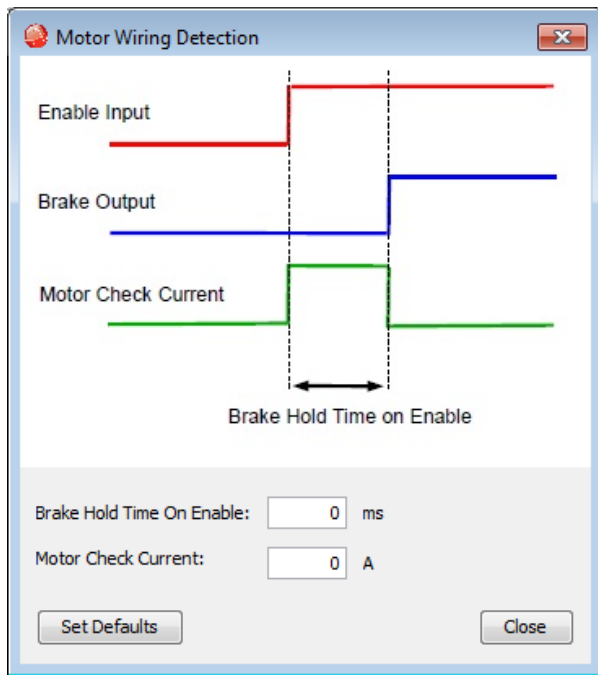 Motor Wiring Detection
Enable Input
Brake Output
Motor Check Current
Brake Hold Time on Enable
Brake Hold Time On Enable: 0 ms
Motor Check Current: 0 A
Set Defaults Close